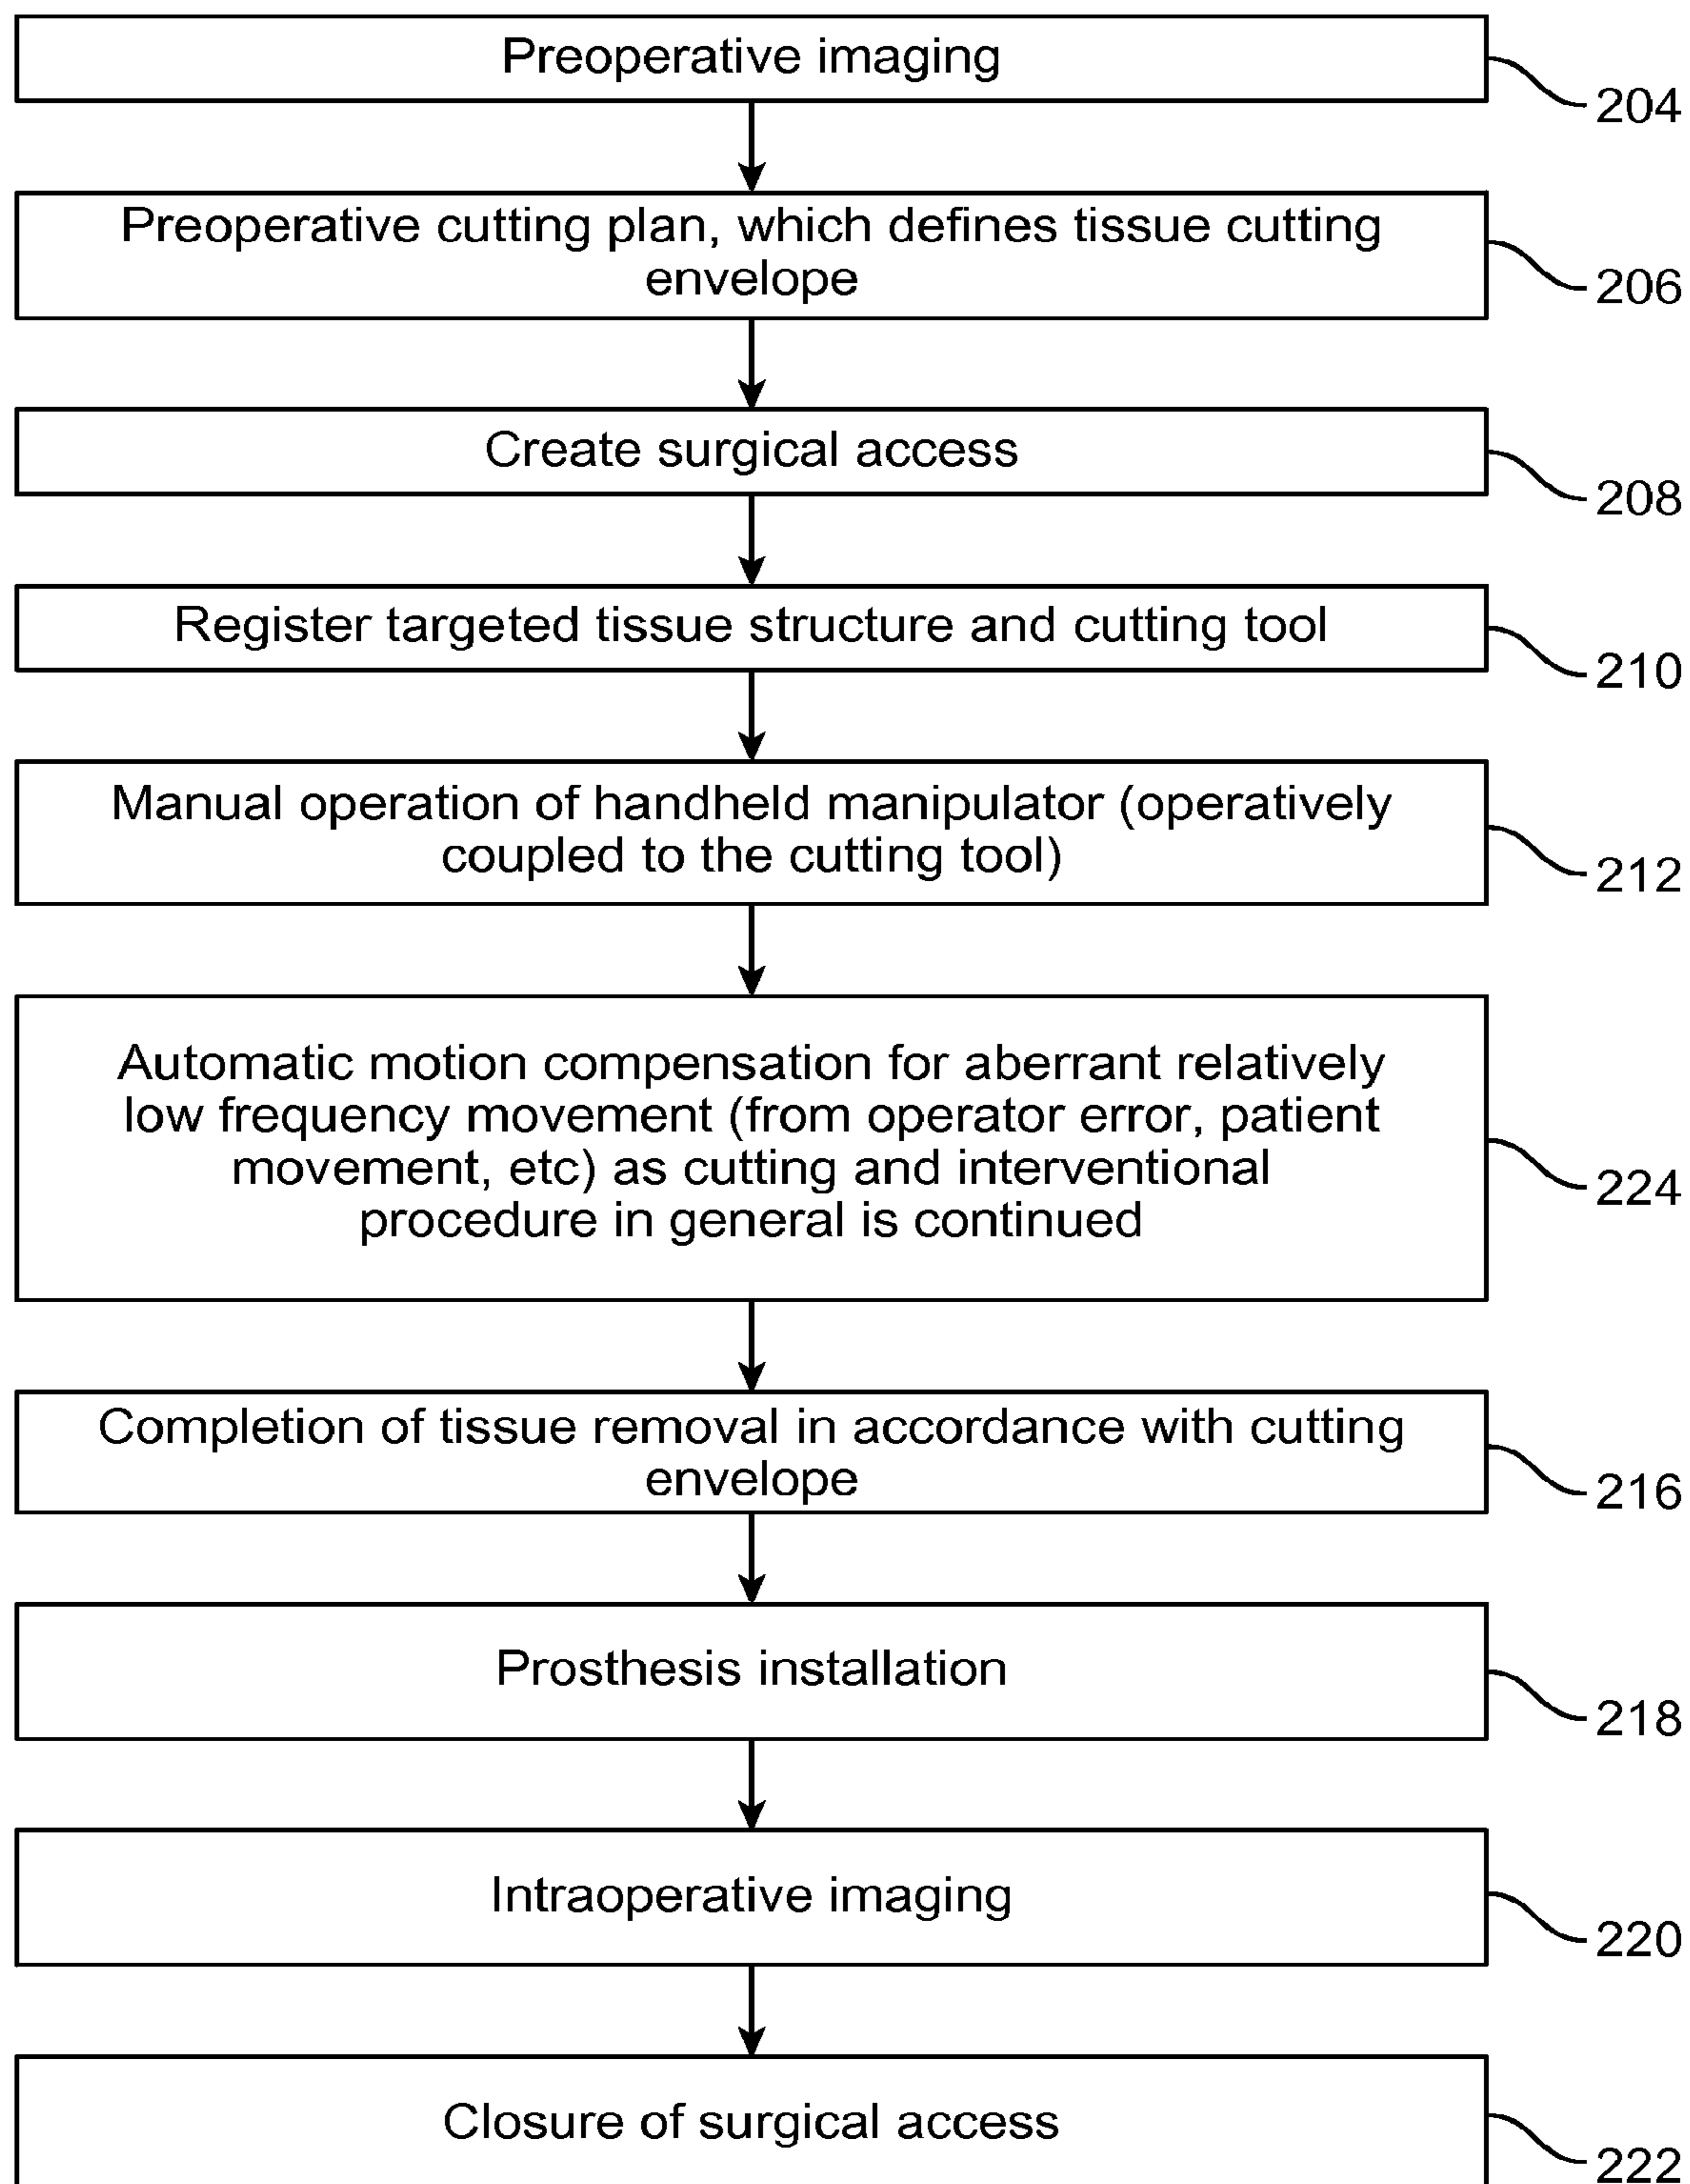 Preoperative imaging
204
Preoperative cutting plan, which defines tissue cutting
envelope
206
Create surgical access
208
Register targeted tissue structure and cutting tool
210
Manual operation of handheld manipulator (operatively
coupled to the cutting tool)
212
Automatic motion compensation for aberrant relatively
low frequency movement (from operator error, patient
movement, etc) as cutting and interventional
procedure in general is continued
224
Completion of tissue removal in accordance with cutting
envelope
216
Prosthesis installation
218
Intraoperative imaging
220
Closure of surgical access
222